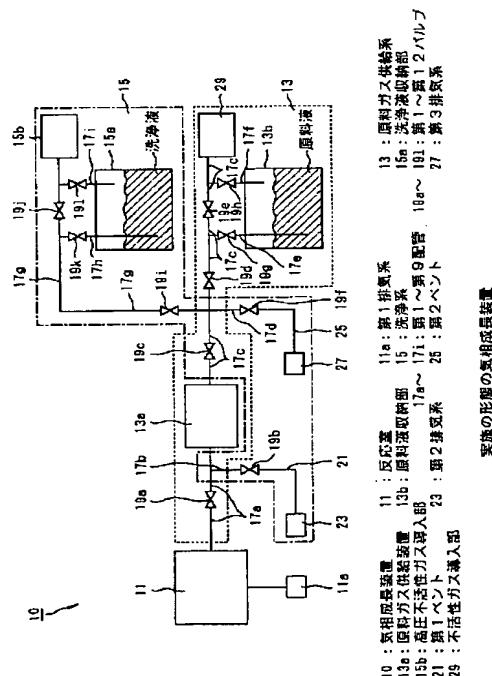 10
15
15b
17i
15a
洗浄液
19j
19l
17g
19k
17h
17g
19i
29
13
17c
17f
13b
原料液
19e
19h
17c
19g
17e
19d
17d
19f
25
27
19c
17c
13a
17b
19b
21
23
19a
17a
11
11a
10 : 気相成長装置
11 : 反応室
11a : 第1排気系
13 : 原料ガス供給系
13a : 原料ガス供給装置
13b : 原料液収納部
15 : 洗浄系
15a : 洗浄液収納部
15b : 高圧不活性ガス導入部
17a~17i : 第1~第9配管
19a~19l : 第1~第12バルブ
21 : 第1ベント
23 : 第2排気系
25 : 第2ベント
27 : 第3排気系
29 : 不活性ガス導入部
実施の形態の気相成長装置